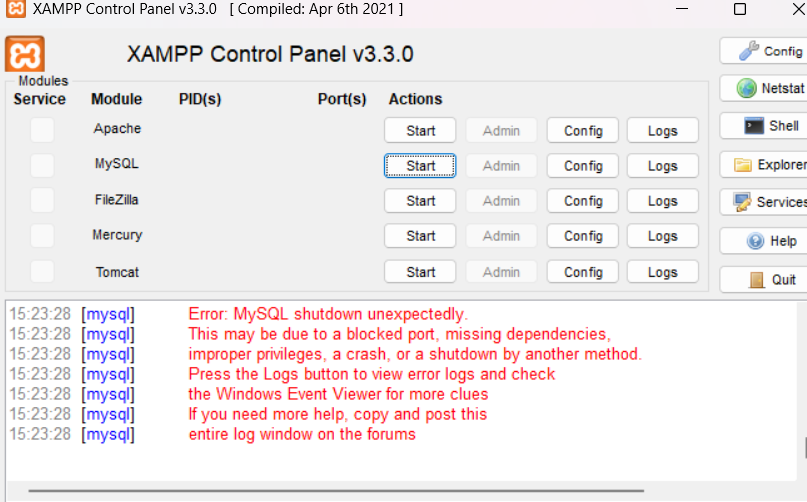 XAMPP Control Panel v3.3.0 [ Compiled: Apr 6th 2021 ]
XAMPP Control Panel v3.3.0
Config
Modules
Service Module PID(s) Port(s) Actions
Netstat
Apache Start Admin Config Logs
Shell
MySQL Start Admin Config Logs
Explorer
FileZilla Start Admin Config Logs
Services
Mercury Start Admin Config Logs
Help
Tomcat Start Admin Config Logs
Quit
15:23:28 [mysql] Error: MySQL shutdown unexpectedly.
15:23:28 [mysql] This may be due to a blocked port, missing dependencies,
15:23:28 [mysql] improper privileges, a crash, or a shutdown by another method.
15:23:28 [mysql] Press the Logs button to view error logs and check
15:23:28 [mysql] the Windows Event Viewer for more clues
15:23:28 [mysql] If you need more help, copy and post this
15:23:28 [mysql] entire log window on the forums